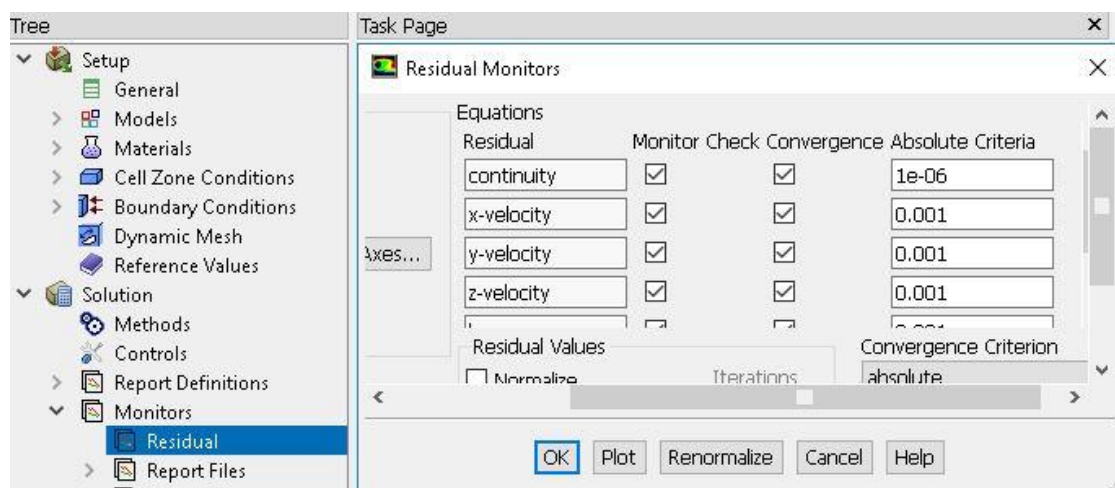 Tree
Task Page
Setup
General
Models
Materials
Cell Zone Conditions
Boundary Conditions
Dynamic Mesh
Reference Values
Solution
Methods
Controls
Report Definitions
Monitors
Residual
Report Files
Residual Monitors
Equations
Residual Monitor Check Convergence Absolute Criteria
continuity 1e-06
x-velocity 0.001
Axes... y-velocity 0.001
z-velocity 0.001
Residual Values Convergence Criterion
Normalize Iterations absolute
OK Plot Renormalize Cancel Help